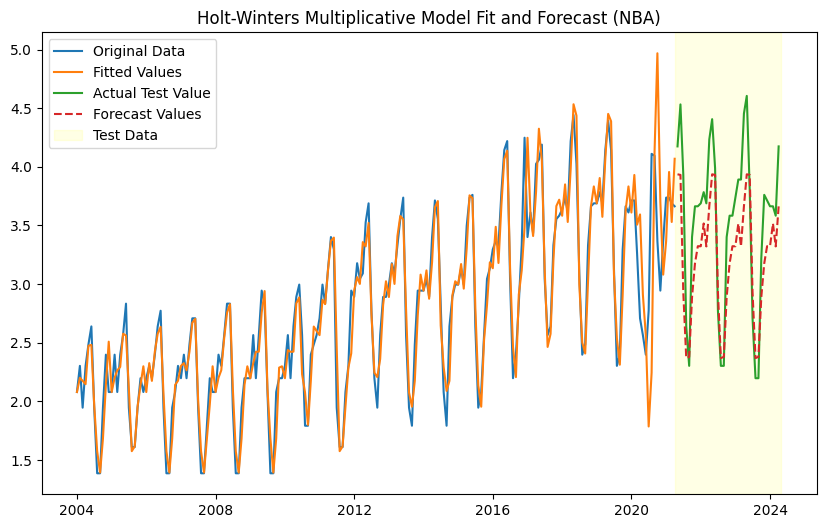 Holt-Winters Multiplicative Model Fit and Forecast (NBA)
Original Data
Fitted Values
Actual Test Value
Forecast Values
Test Data
5.0
4.5
4.0
3.5
3.0
2.5
2.0
1.5
2004 2008 2012 2016 2020 2024